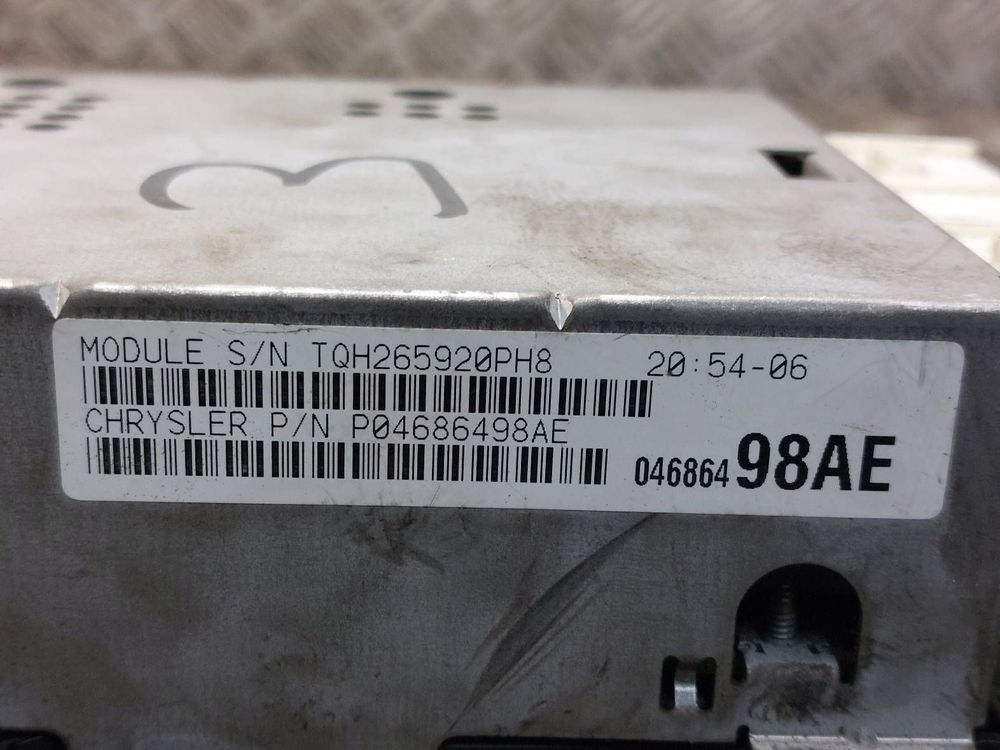 3
MODULE S/N TQH265920PH8 20:54-06
CHRYSLER P/N P04686498AE
04686498AE